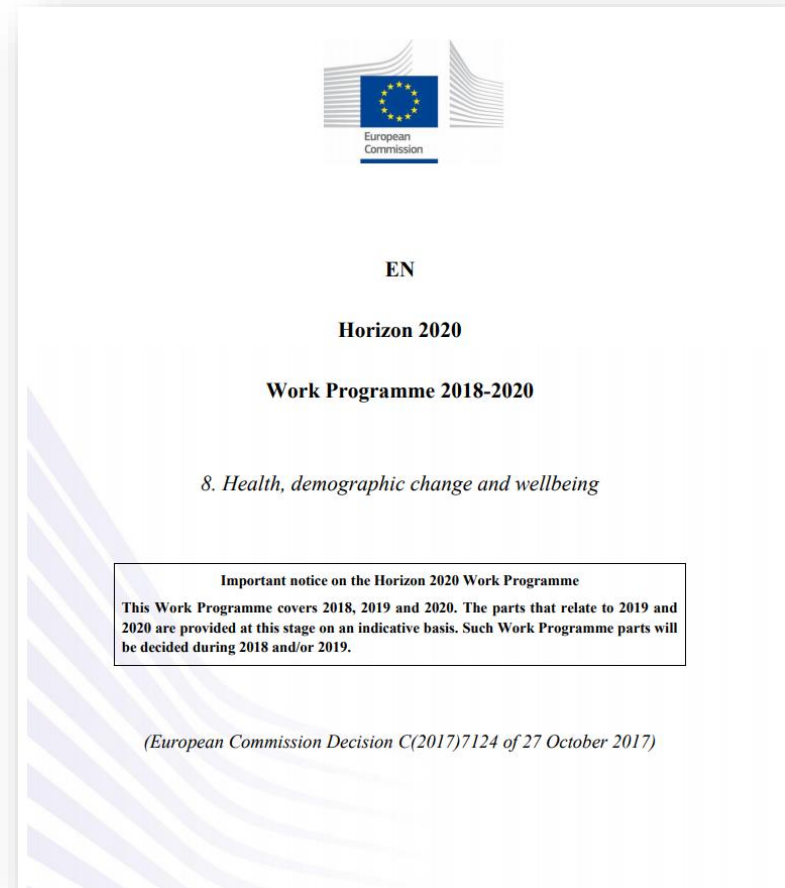 European
Commission
EN
Horizon 2020
Work Programme 2018-2020
8. Health, demographic change and wellbeing
Important notice on the Horizon 2020 Work Programme
This Work Programme covers 2018, 2019 and 2020. The parts that relate to 2019 and
2020 are provided at this stage on an indicative basis. Such Work Programme parts will
be decided during 2018 and/or 2019.
(European Commission Decision C(2017)7124 of 27 October 2017)